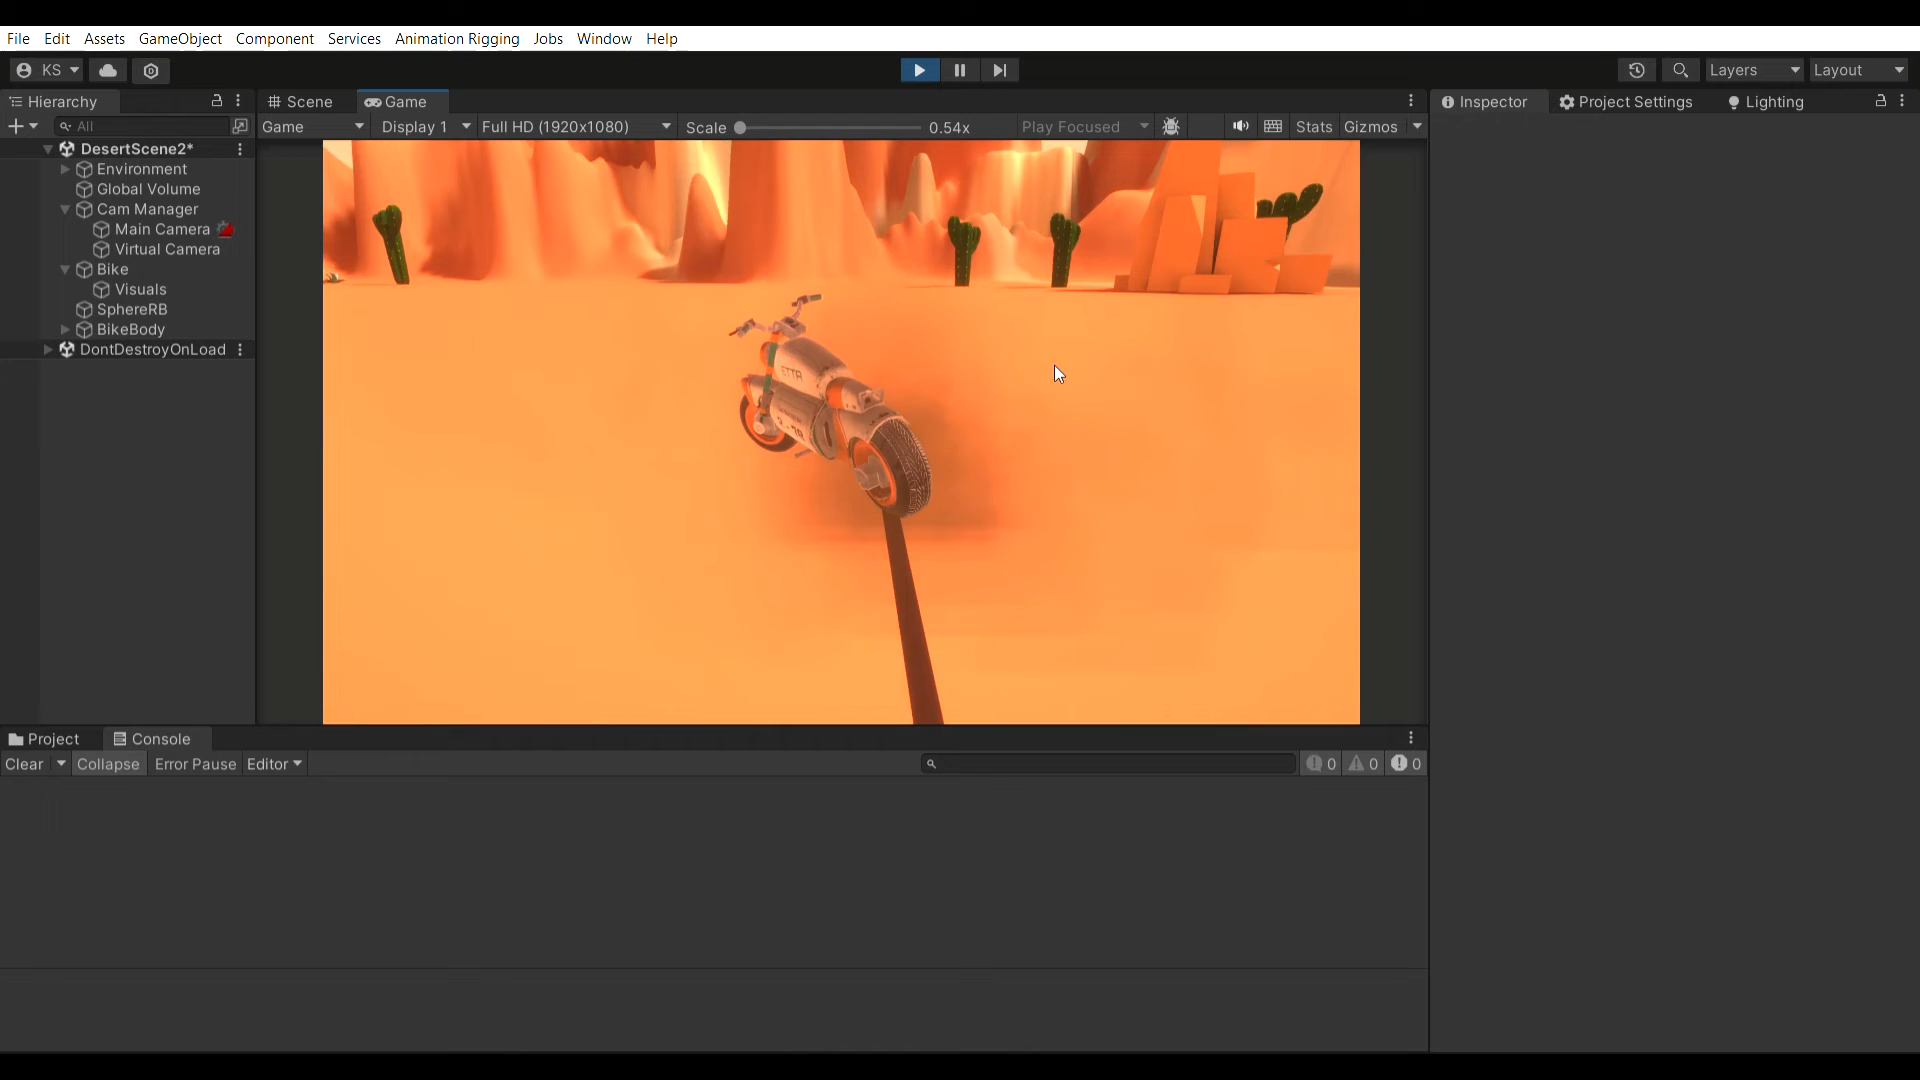 File Edit Assets GameObject Component Services Animation Rigging Jobs Window Help
KS Layers Layout
Hierarchy Scene Game Inspector Project Settings Lighting
All Game Display 1 Full HD (1920x1080) Scale 0.54x Play Focused Stats Gizmos
DesertScene2*
Environment
Global Volume
Cam Manager
Main Camera
Virtual Camera
Bike
Visuals
SphereRB
BikeBody
DontDestroyOnLoad
Project Console
Clear Collapse Error Pause Editor 0 0 0